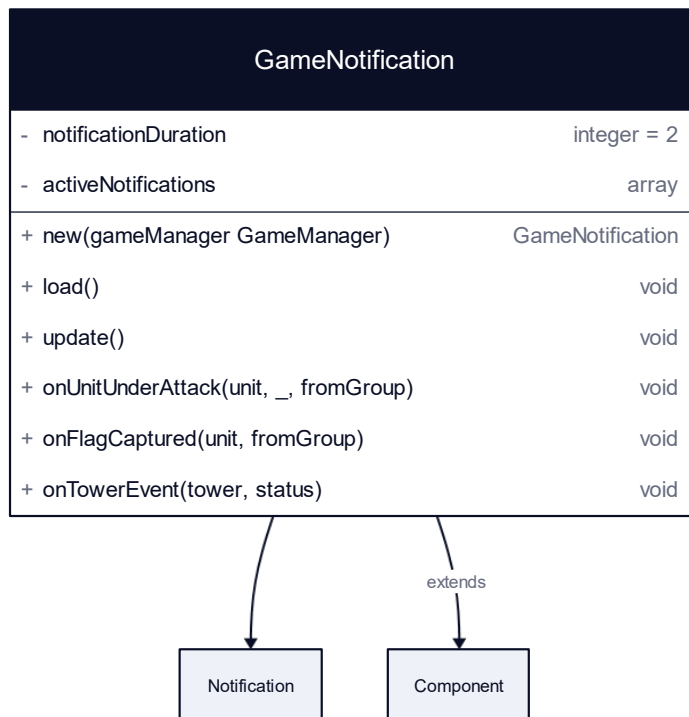 GameNotification
- notificationDuration integer = 2
- activeNotifications array
+ new(gameManager GameManager) GameNotification
+ load() void
+ update() void
+ onUnitUnderAttack(unit, _, fromGroup) void
+ onFlagCaptured(unit, fromGroup) void
+ onTowerEvent(tower, status) void
extends
Notification Component